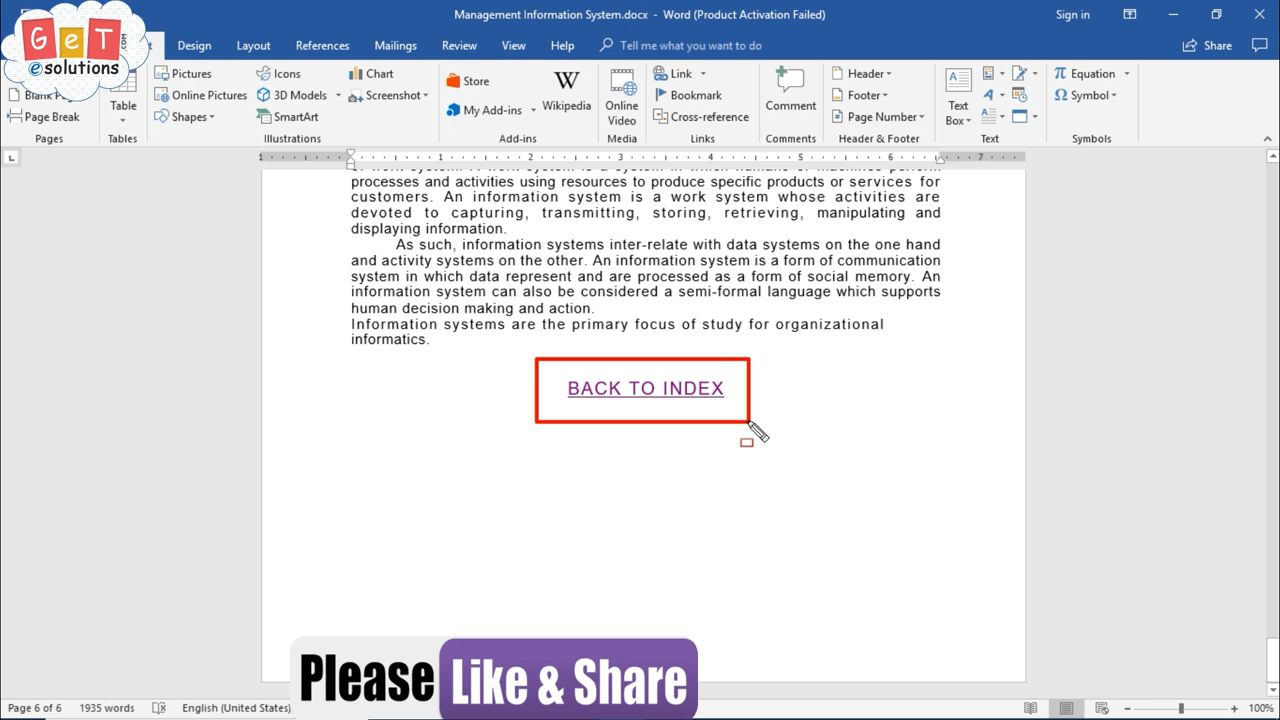 Management Information System.docx - Word (Product Activation Failed)
Sign in
GeT
.com
esolutions
Design
Layout
References
Mailings
Review
View
Help
Tell me what you want to do
Share
Page Break
Pages
Table
Tables
Pictures
Online Pictures
Shapes
Icons
3D Models
SmartArt
Chart
Screenshot
Illustrations
Store
My Add-ins
Wikipedia
Add-ins
Online
Video
Media
Link
Bookmark
Cross-reference
Links
Comment
Comments
Header
Footer
Page Number
Header & Footer
Text
Box
Text
Equation
Symbol
Symbols
1 1 2 3 4 5 6 7
processes and activities using resources to produce specific products or services for
customers. An information system is a work system whose activities are
devoted to capturing, transmitting, storing, retrieving, manipulating and
displaying information.
As such, information systems inter-relate with data systems on the one hand
and activity systems on the other. An information system is a form of communication
system in which data represent and are processed as a form of social memory. An
information system can also be considered a semi-formal language which supports
human decision making and action.
Information systems are the primary focus of study for organizational
informatics.
BACK TO INDEX
Please Like & Share
Page 6 of 6
1935 words
English (United States)
100%